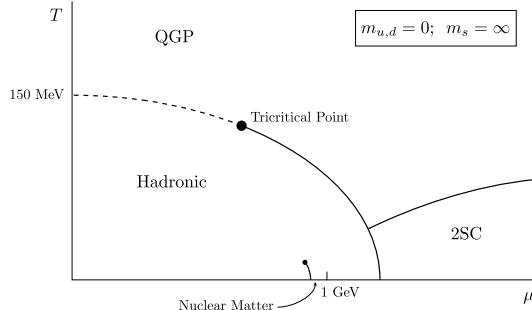 T
m_{u,d} = 0;  m_s = ∞
QGP
150 MeV
Tricritical Point
Hadronic
2SC
1 GeV
μ
Nuclear Matter